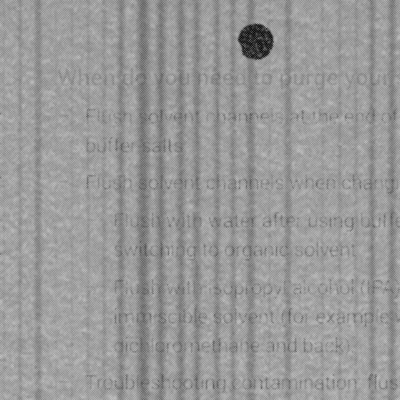 When do you need to purge your
Flush solvent channels at the end of
buffer salts
Flush solvent channels when chang
Flush with water after using buffe
switching to organic solvent
Flush with isopropyl alcohol (IPA
immiscible solvent (for example
dichloromethane and back)
Troubleshooting contamination: flus